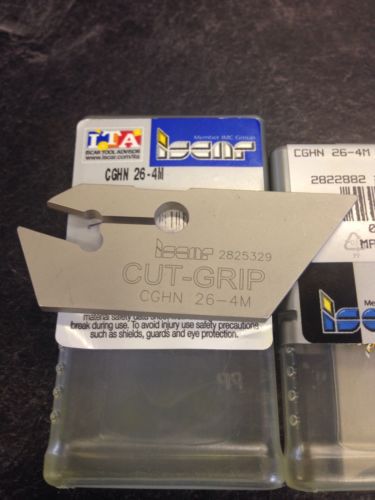 ITA
ISCAR TOOL ADVISOR
www.iscar.com/ita
Member IMC Group
iscar
CGHN 26-4M
CGHN 26-4M
2822882
iscar 2825329
CUT-GRIP
CGHN 26-4M
break during use. To avoid injury use safety precautions
such as shields, guards and eye protection.